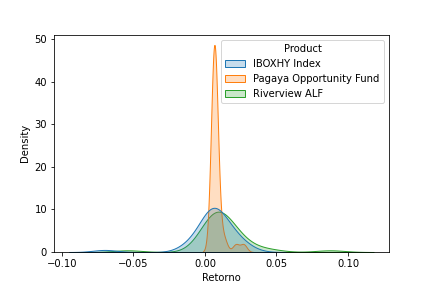 50
40
30
20
10
0
Density
Product
IBOXHY Index
Pagaya Opportunity Fund
Riverview ALF
−0.10
−0.05
0.00
0.05
0.10
Retorno